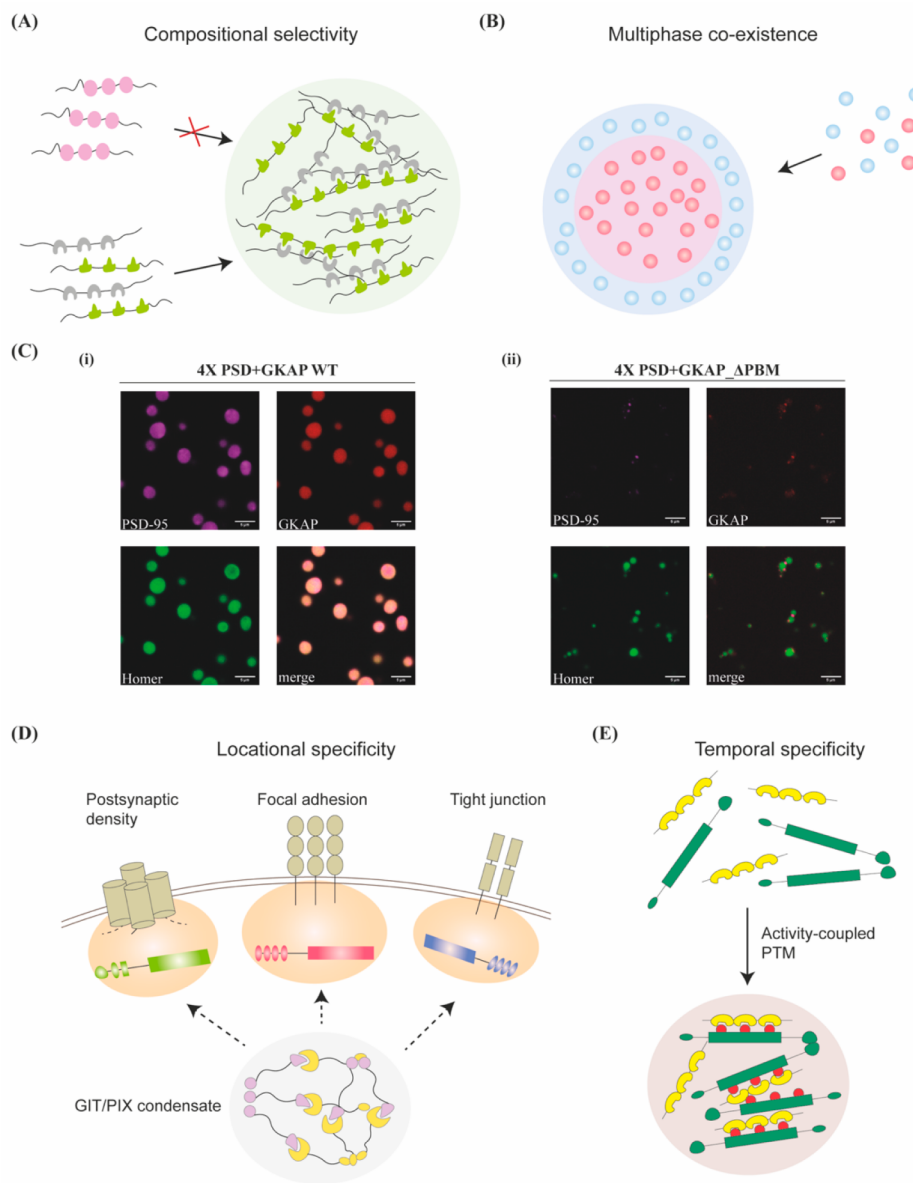 (A)
Compositional selectivity
(B)
Multiphase co-existence
(C)
(i)
4X PSD+GKAP WT
PSD-95
GKAP
Homer
merge
(ii)
4X PSD+GKAP_ΔPBM
PSD-95
GKAP
Homer
merge
(D)
Locational specificity
Postsynaptic
density
Focal adhesion
Tight junction
GIT/PIX condensate
(E)
Temporal specificity
Activity-coupled
PTM